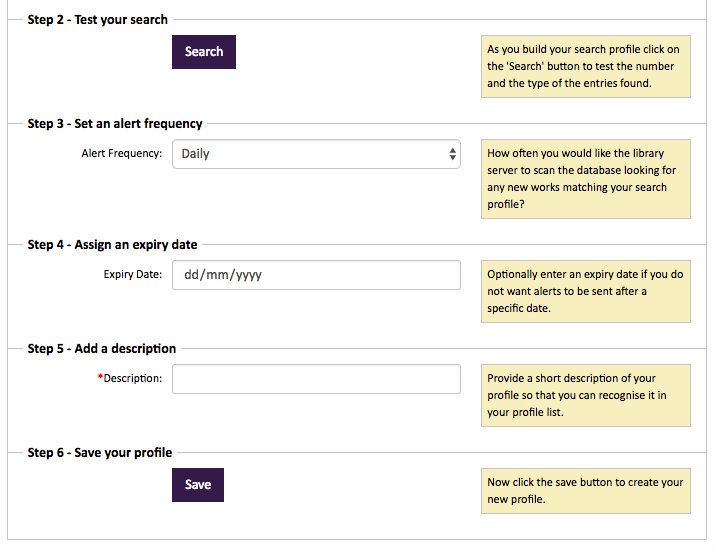 Step 2 - Test your search
Search
As you build your search profile click on
the 'Search' button to test the number
and the type of the entries found.
Step 3 - Set an alert frequency
Alert Frequency:
Daily
How often you would like the library
server to scan the database looking for
any new works matching your search
profile?
Step 4 - Assign an expiry date
Expiry Date:
dd/mm/yyyy
Optionally enter an expiry date if you do
not want alerts to be sent after a
specific date.
Step 5 - Add a description
*Description:
Provide a short description of your
profile so that you can recognise it in
your profile list.
Step 6 - Save your profile
Save
Now click the save button to create your
new profile.